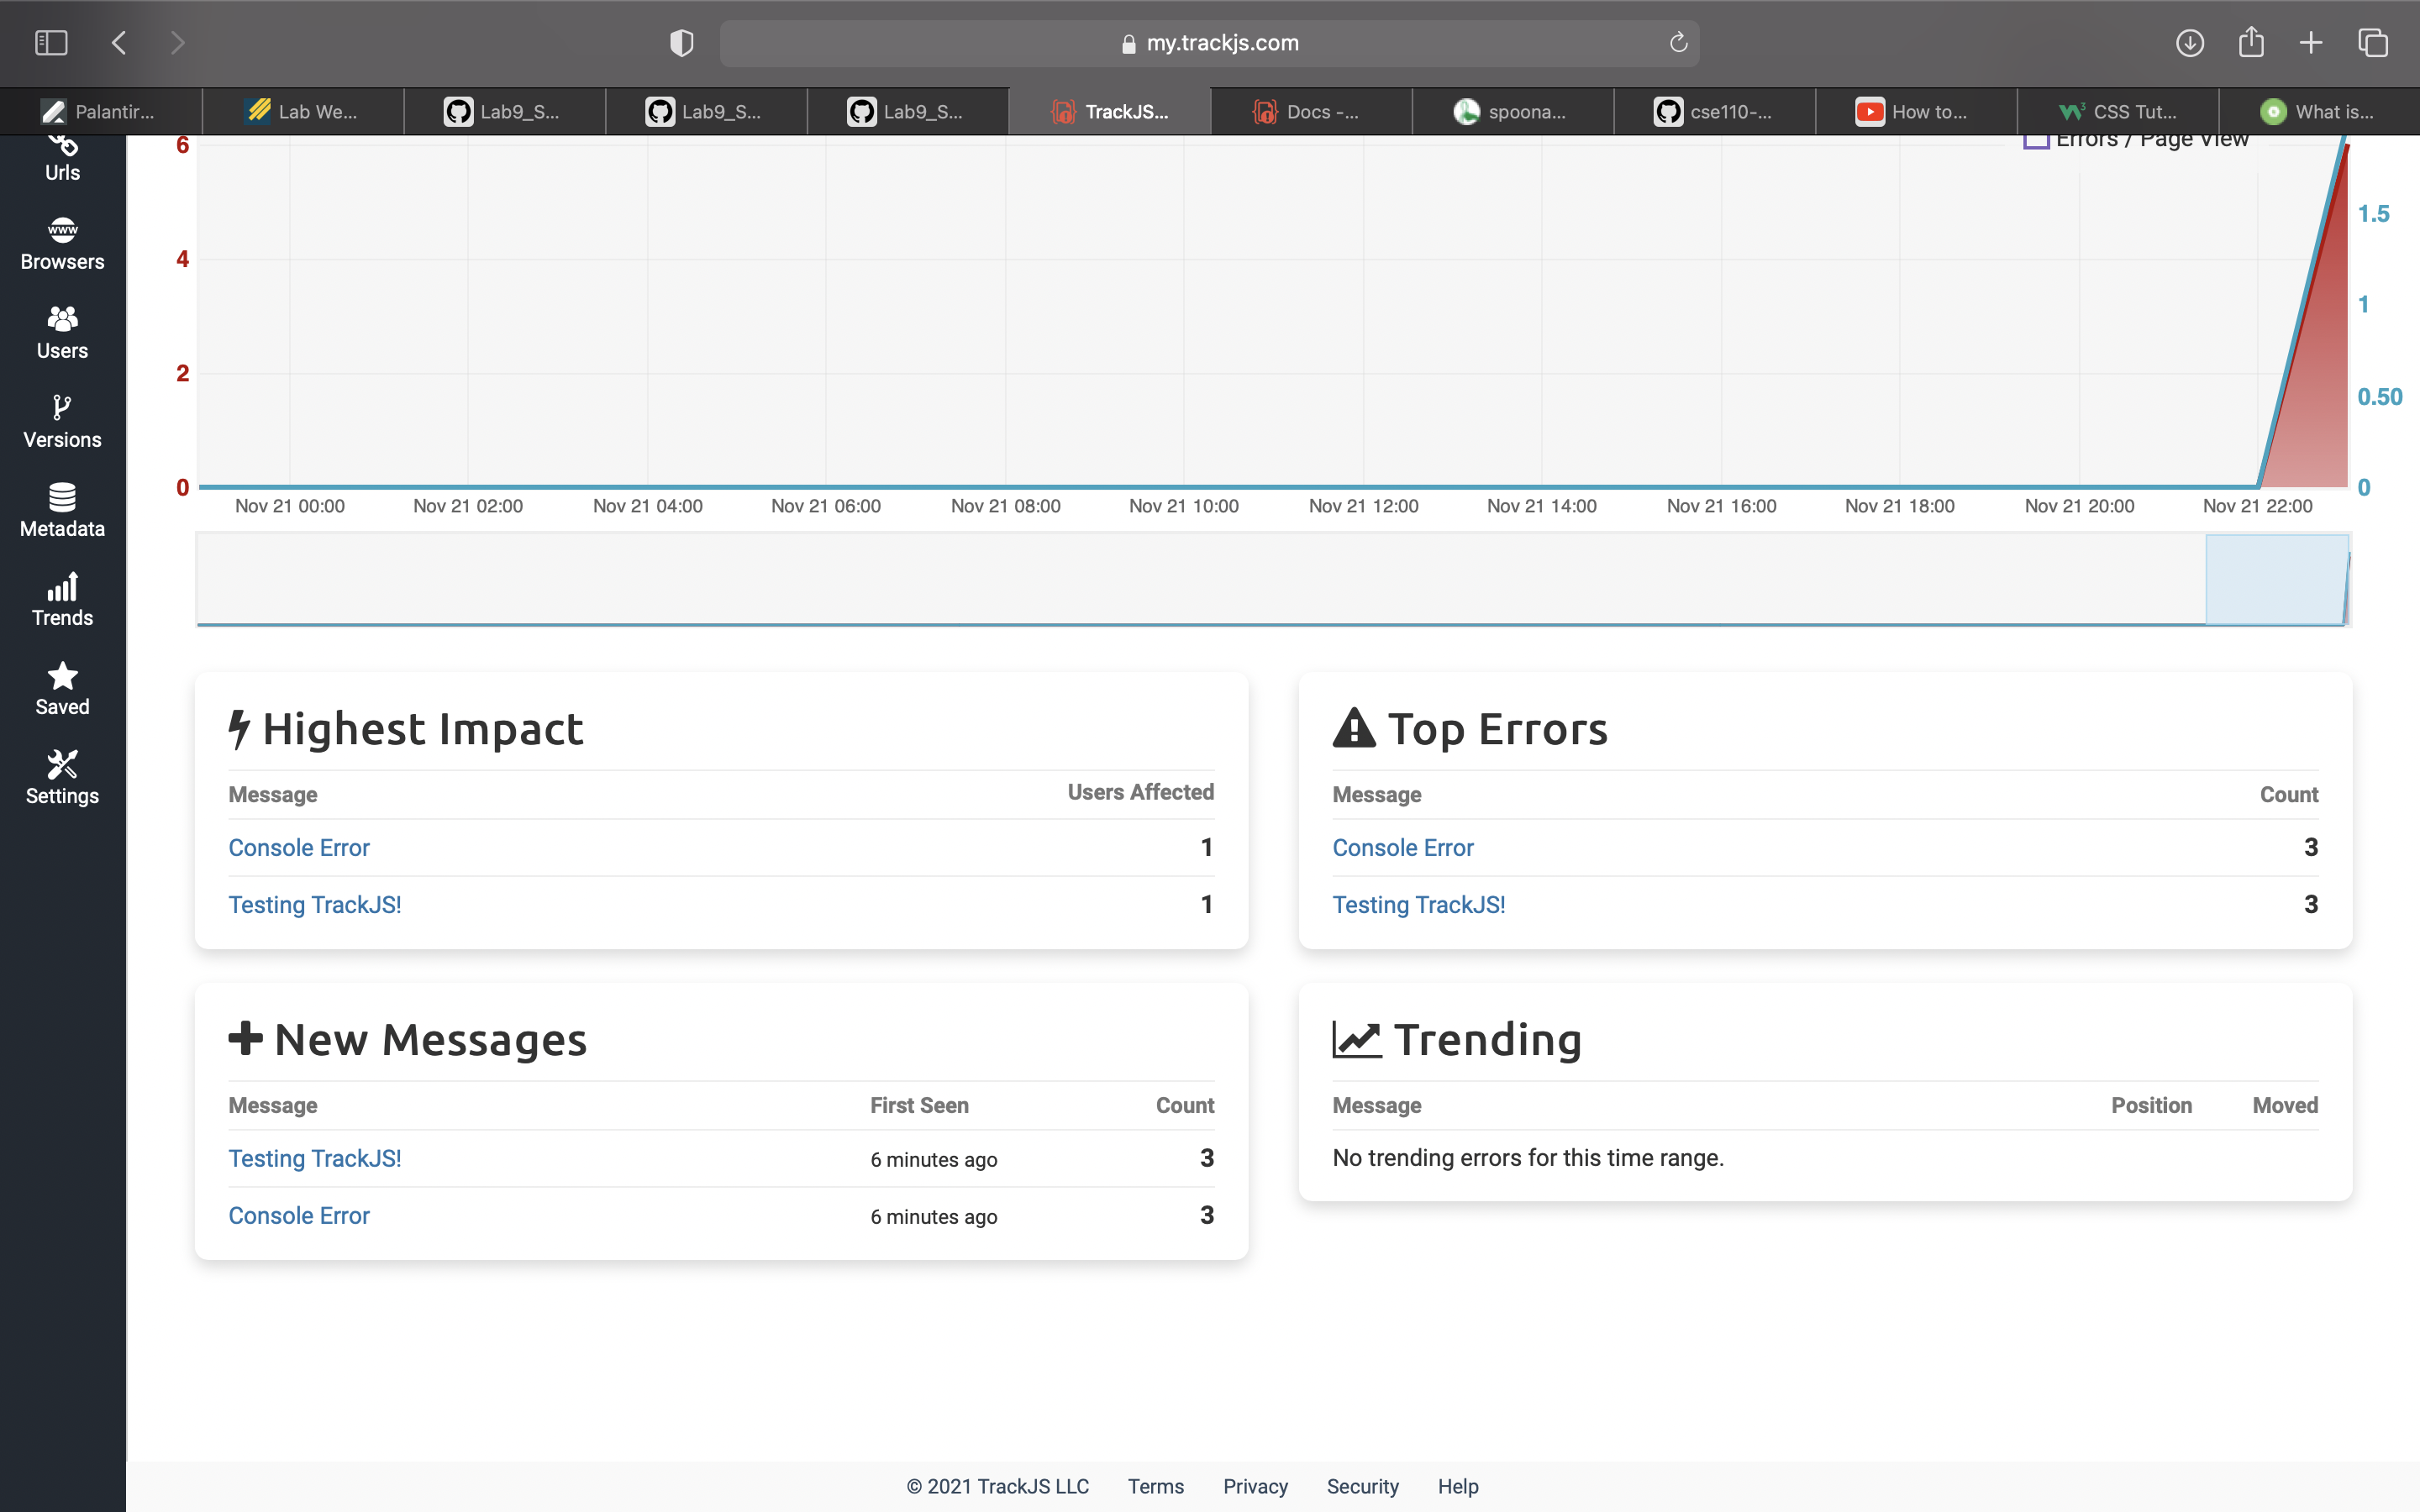 my.trackjs.com
Palantir...
Lab We...
Lab9_S...
Lab9_S...
Lab9_S...
TrackJS...
Docs -...
spoona...
cse110-...
How to...
CSS Tut...
What is...
Urls
Browsers
Users
Versions
Metadata
Trends
Saved
Settings
Errors / Page View
6
4
2
0
1.5
1
0.50
0
Nov 21 00:00
Nov 21 02:00
Nov 21 04:00
Nov 21 06:00
Nov 21 08:00
Nov 21 10:00
Nov 21 12:00
Nov 21 14:00
Nov 21 16:00
Nov 21 18:00
Nov 21 20:00
Nov 21 22:00
Highest Impact
Message Users Affected
Console Error 1
Testing TrackJS! 1
Top Errors
Message Count
Console Error 3
Testing TrackJS! 3
New Messages
Message First Seen Count
Testing TrackJS! 6 minutes ago 3
Console Error 6 minutes ago 3
Trending
Message Position Moved
No trending errors for this time range.
© 2021 TrackJS LLC Terms Privacy Security Help